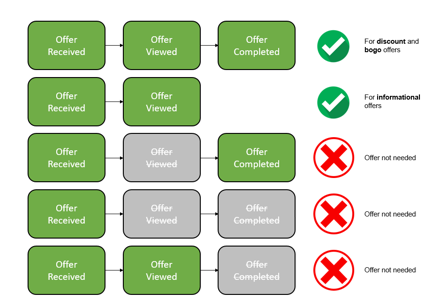 Offer Received
Offer Viewed
Offer Completed
For discount and
bogo offers
Offer Received
Offer Viewed
For informational
offers
Offer Received
Offer Viewed
Offer Completed
Offer not needed
Offer Received
Offer Viewed
Offer Completed
Offer not needed
Offer Received
Offer Viewed
Offer Completed
Offer not needed